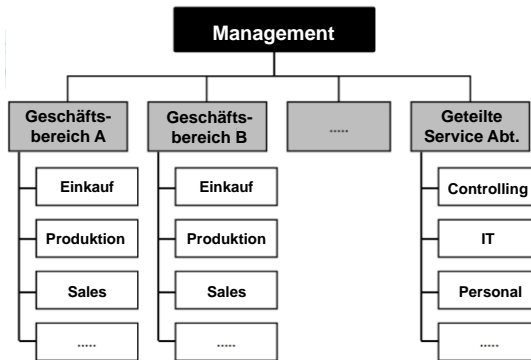 Management
Geschäfts-
bereich A
Geschäfts-
bereich B
.....
Geteilte
Service Abt.
Einkauf
Einkauf
Controlling
Produktion
Produktion
IT
Sales
Sales
Personal
.....
.....
.....